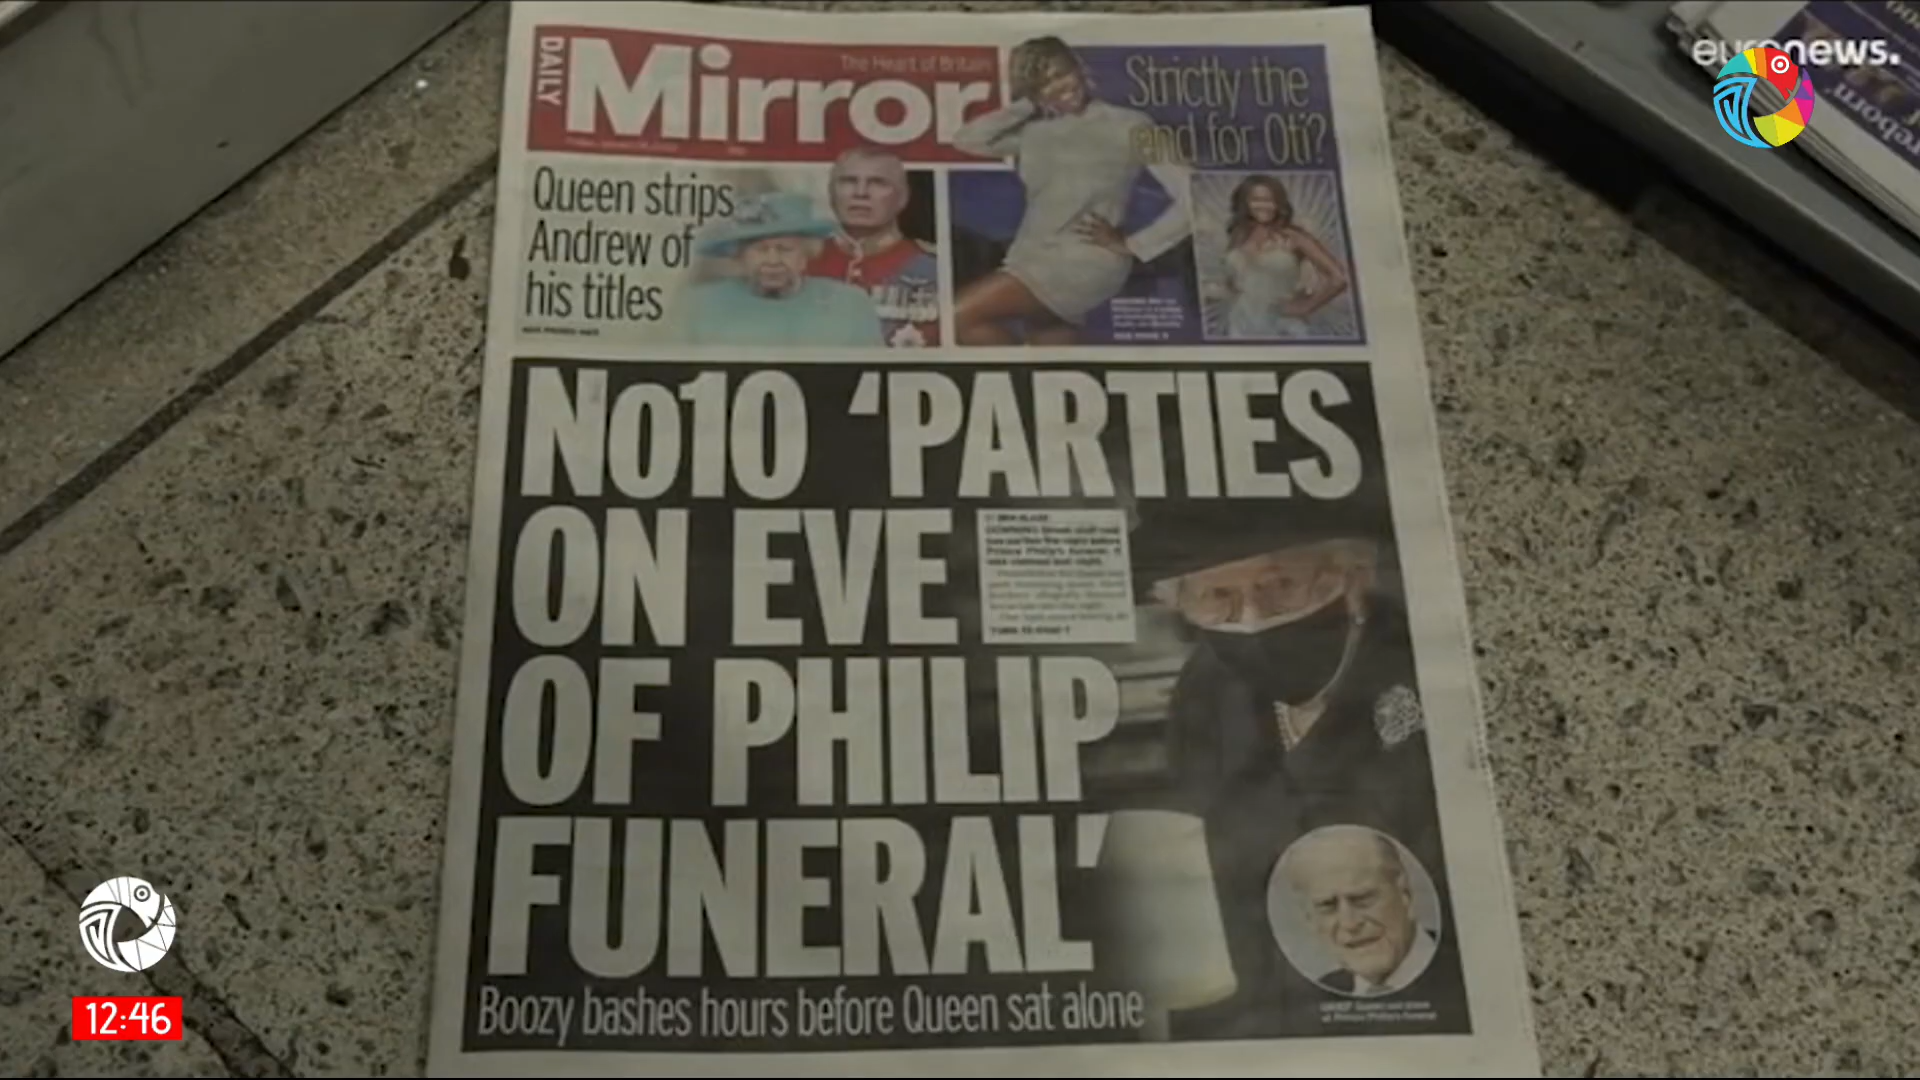 euronews.
DAILY
Mirror
The Heart of Britain
Strictly the
end for Oti?
Queen strips
Andrew of
his titles
No10 ‘PARTIES
ON EVE
OF PHILIP
FUNERAL’
Boozy bashes hours before Queen sat alone
reborn
12:46